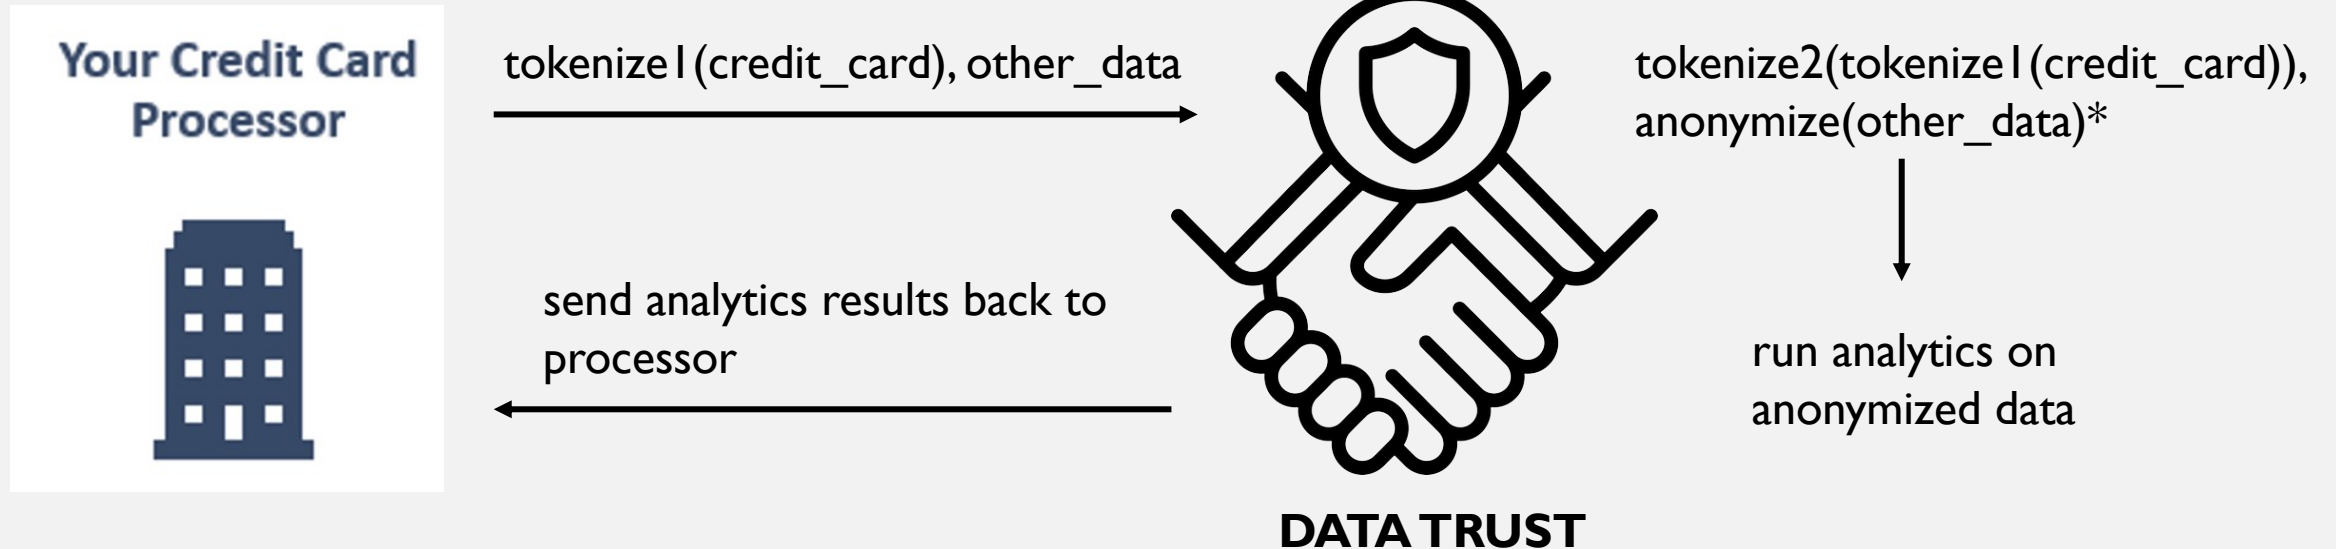 Your Credit Card
Processor
tokenize1(credit_card), other_data
send analytics results back to
processor
DATA TRUST
tokenize2(tokenize1(credit_card)),
anonymize(other_data)*
run analytics on
anonymized data